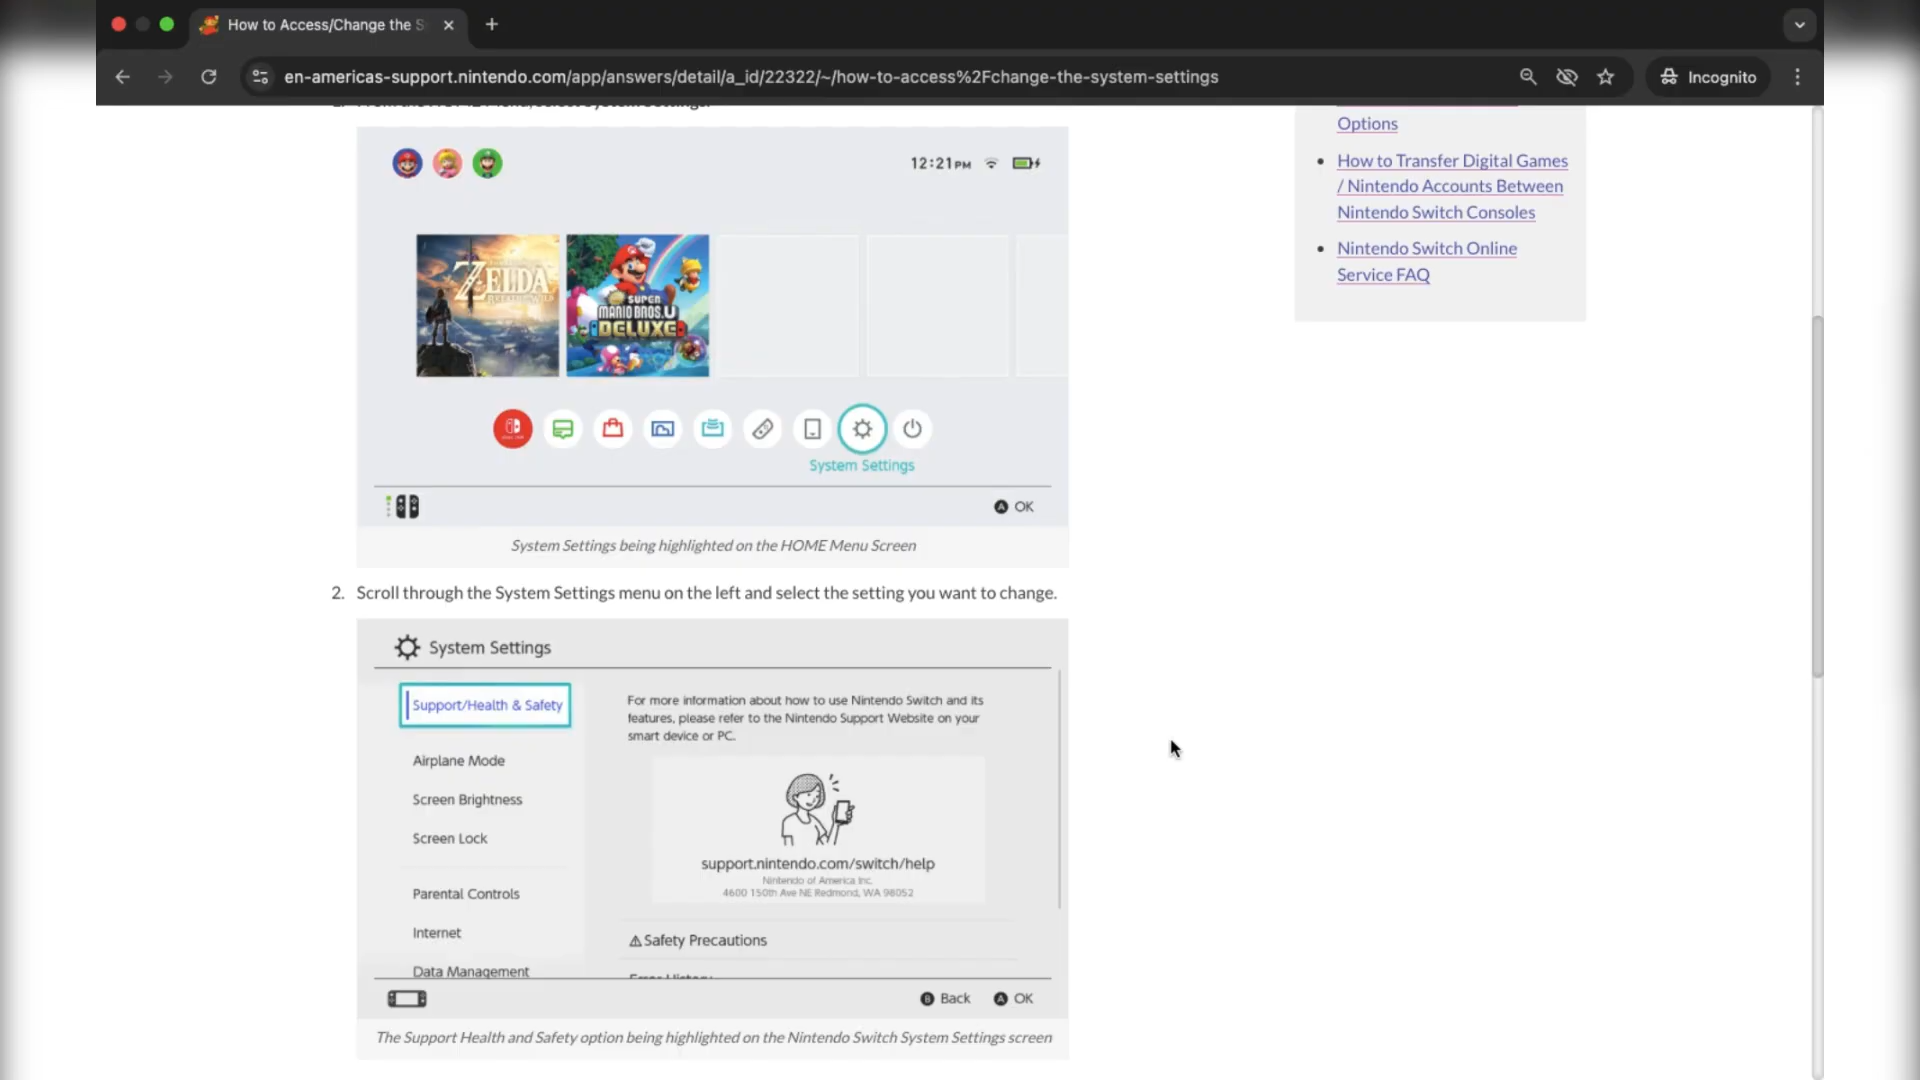 How to Access/Change the S
en-americas-support.nintendo.com/app/answers/detail/a_id/22322/~/how-to-access%2Fchange-the-system-settings
Incognito
12:21PM
ZELDA
SUPER
MARIO BROS. U
DELUXE
System Settings
A OK
System Settings being highlighted on the HOME Menu Screen
2. Scroll through the System Settings menu on the left and select the setting you want to change.
System Settings
Support/Health & Safety
Airplane Mode
Screen Brightness
Screen Lock
Parental Controls
Internet
Data Management
For more information about how to use Nintendo Switch and its
features, please refer to the Nintendo Support Website on your
smart device or PC.
support.nintendo.com/switch/help
Nintendo of America Inc.
4600 150th Ave NE Redmond, WA 98052
Safety Precautions
B Back A OK
The Support Health and Safety option being highlighted on the Nintendo Switch System Settings screen
Options
• How to Transfer Digital Games
/ Nintendo Accounts Between
Nintendo Switch Consoles
• Nintendo Switch Online
Service FAQ